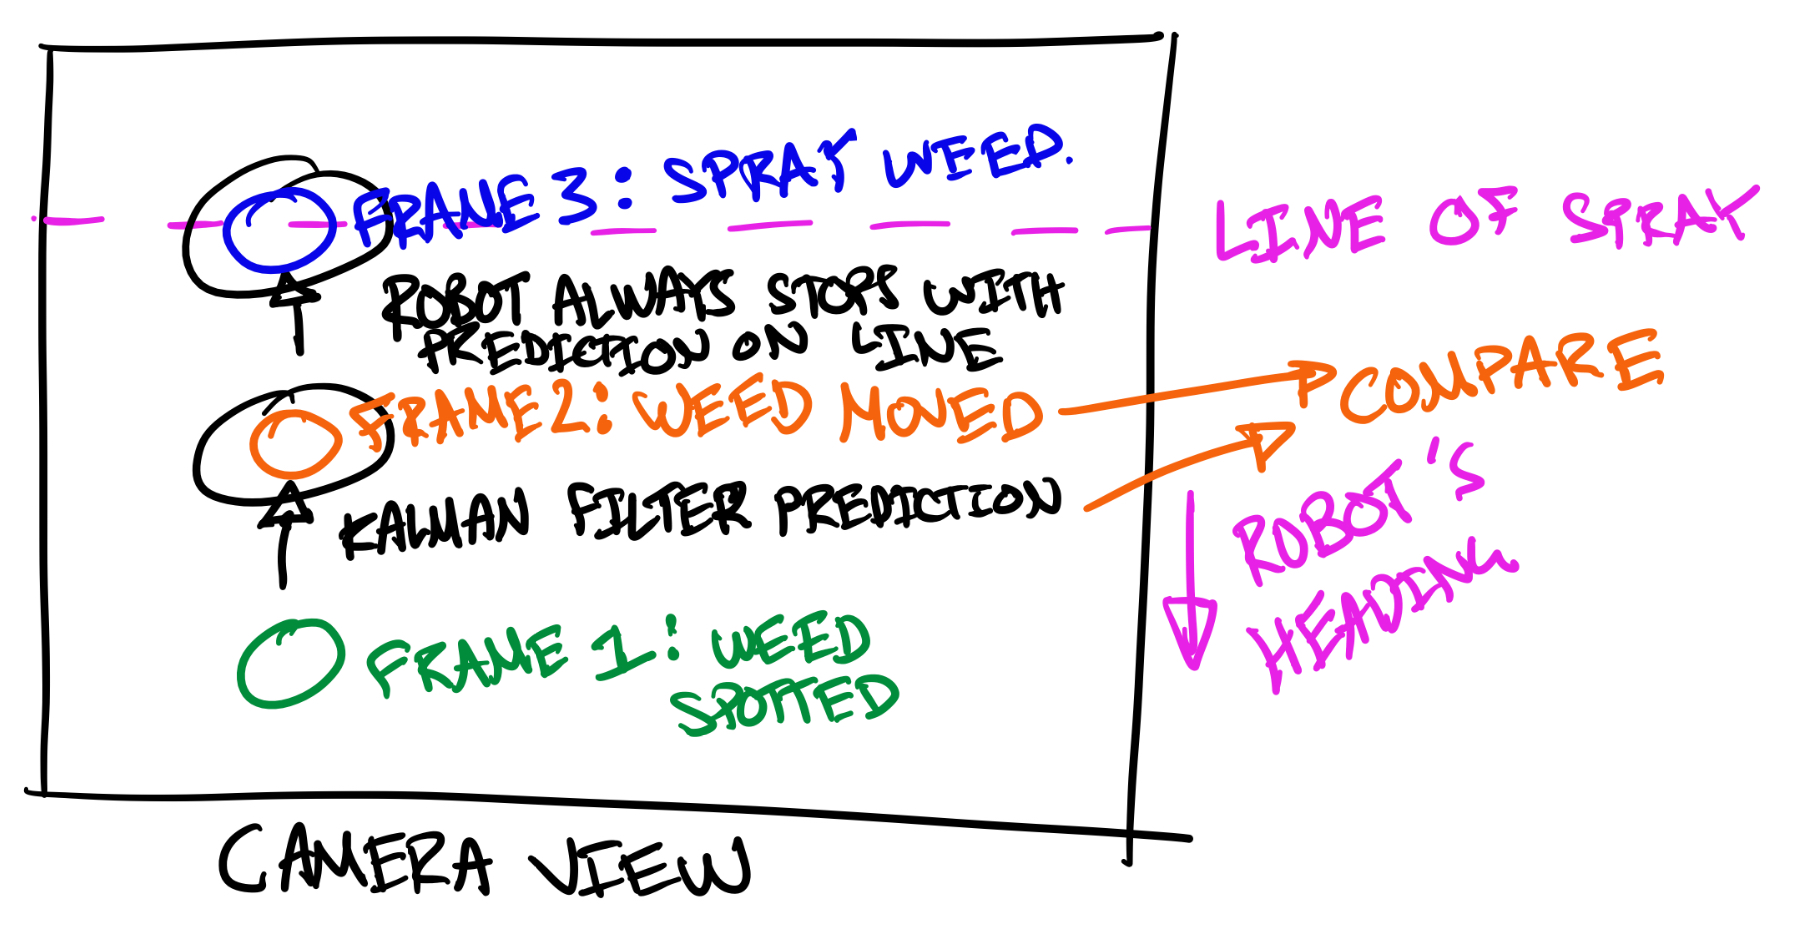 FRAME 3: SPRAY WEED.
LINE OF SPRAY
ROBOT ALWAYS STOPS WITH
PREDICTION ON LINE
FRAME 2: WEED MOVED
COMPARE
KALMAN FILTER PREDICTION
ROBOT'S
HEADING
FRAME 1: WEED
SPOTTED
CAMERA VIEW